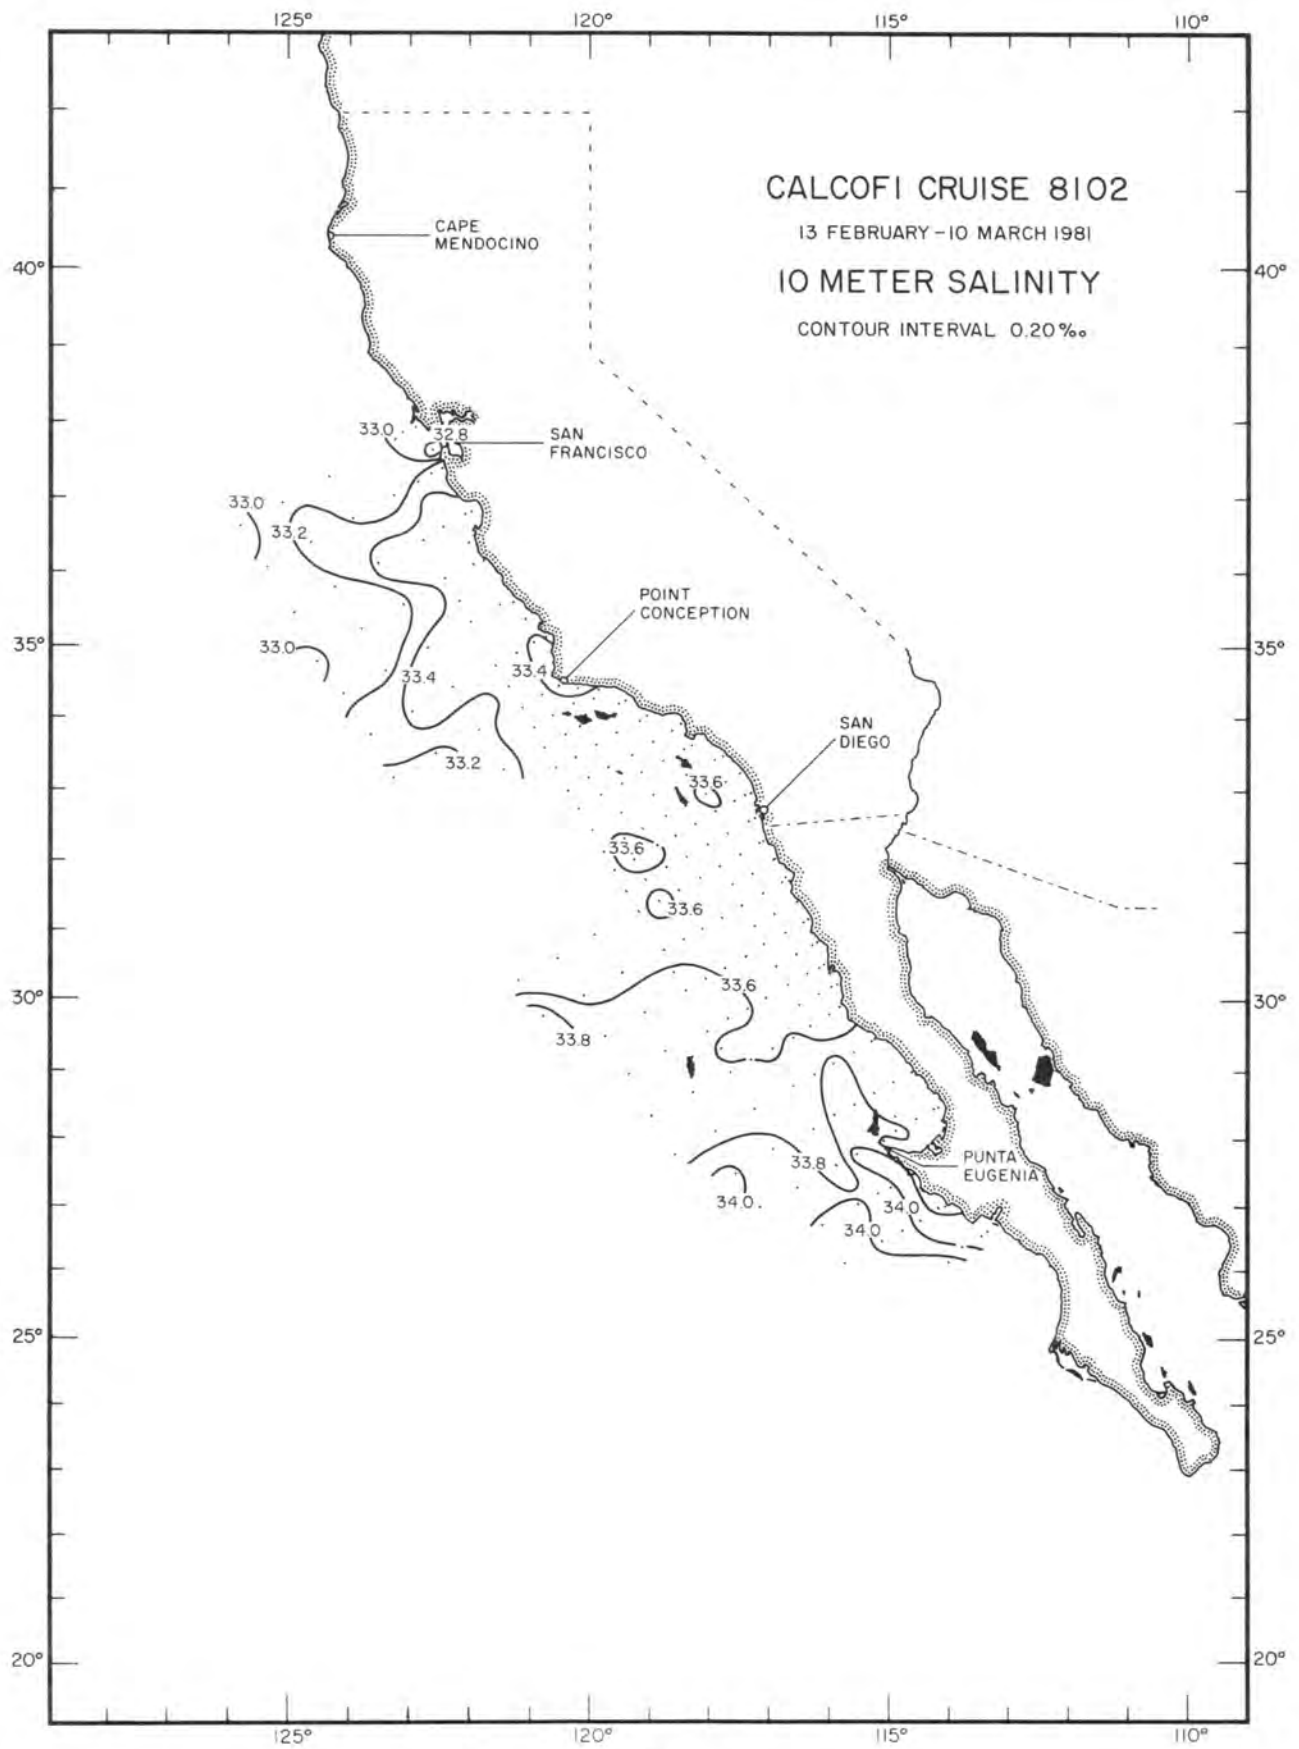 125°
120°
115°
110°
CALCOFI CRUISE 8102
13 FEBRUARY – 10 MARCH 1981
10 METER SALINITY
CONTOUR INTERVAL 0.20‰
CAPE
MENDOCINO
40°
40°
33.0
32.8
SAN
FRANCISCO
33.0
33.2
POINT
CONCEPTION
35°
33.0
35°
33.4
33.4
SAN
DIEGO
33.2
33.6
33.6
33.6
33.6
30°
30°
33.8
33.8
PUNTA
EUGENIA
34.0
34.0
34.0
25°
25°
20°
20°
125°
120°
115°
110°